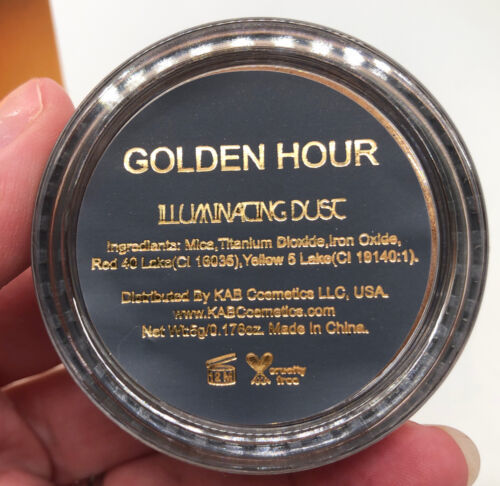 GOLDEN HOUR
ILLUMINATING DUST
Ingrediants: Mica,Titanium Dioxide,Iron Oxide,
Red 40 Lake(CI 16035),Yellow 5 Lake(CI 19140:1).
Distributed By KAB Cosmetics LLC, USA.
www.KABCosmetics.com
Net Wt:5g/0.176oz. Made in China.
12M
cruelty
free